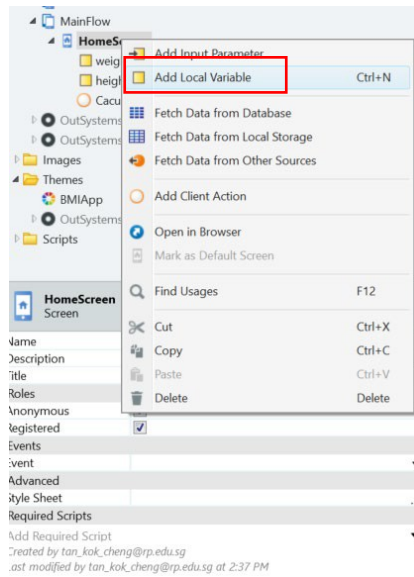 MainFlow
HomeSc
Add Input Parameter
weig
Add Local Variable Ctrl+N
heigh
Cacu
OutSystems
Fetch Data from Database
OutSystems
Fetch Data from Local Storage
Images
Fetch Data from Other Sources
Themes
BMIApp
Add Client Action
OutSystems
Scripts
Open in Browser
Mark as Default Screen
Find Usages F12
HomeScreen
Screen
Cut Ctrl+X
Name
Copy Ctrl+C
Description
Title
Paste Ctrl+V
Roles
Delete Delete
Anonymous
Registered
Events
Event
Advanced
Style Sheet
Required Scripts
Add Required Script
Created by tan_kok_cheng@rp.edu.sg
Last modified by tan_kok_cheng@rp.edu.sg at 2:37 PM